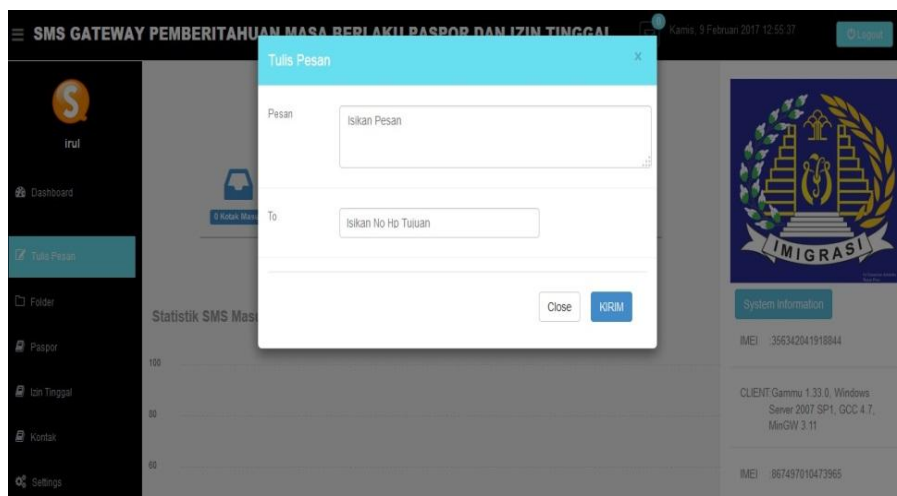 SMS GATEWAY PEMBERITAHUAN MASA BERLAKU PASPOR DAN IZIN TINGGAL
0
Kamis, 9 Februari 2017 12:55:37
Logout
irul
Dashboard
Tulis Pesan
Folder
Paspor
Izin Tinggal
Kontak
Settings
Tulis Pesan
X
Pesan
Isikan Pesan
To
Isikan No Hp Tujuan
Close
KIRIM
0 Kotak
Statistik SMS
100
80
60
IMIGRASI
System Information
IMEI :356342041918844
CLIENT:Gammu 1.33.0, Windows
Server 2007 SP1, GCC 4.7,
MinGW 3.11
IMEI :867497010473965